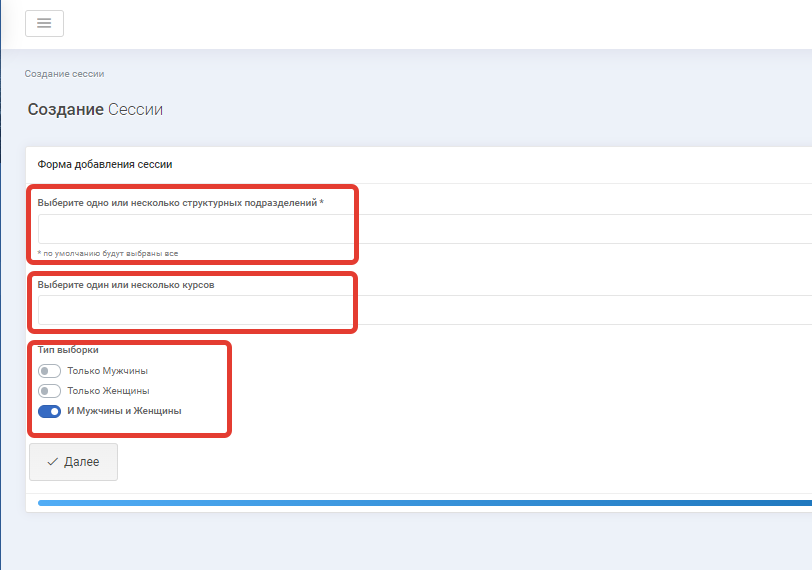 Создание сессии
Создание Сессии
Форма добавления сессии
Выберите одно или несколько структурных подразделений *
* по умолчанию будут выбраны все
Выберите один или несколько курсов
Тип выборки
Только Мужчины
Только Женщины
И Мужчины и Женщины
Далее